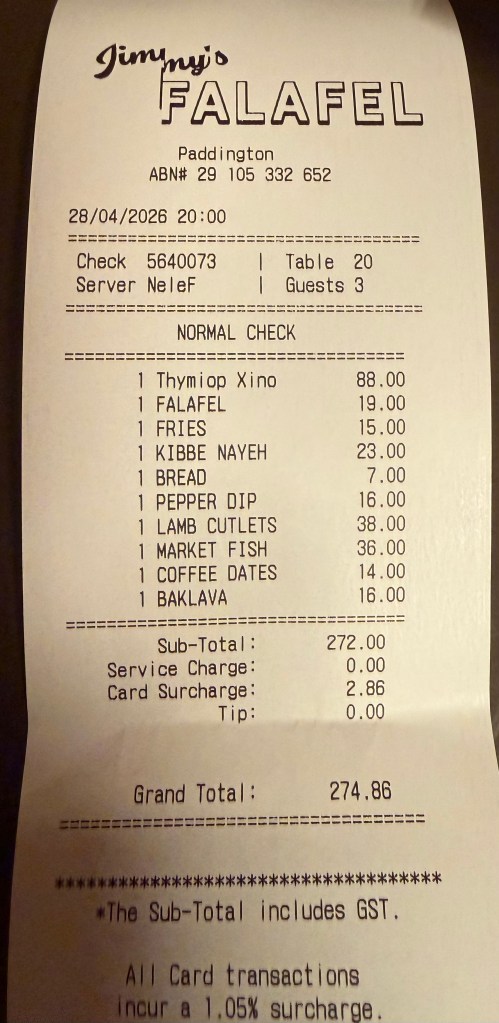 Jimmy's
FALAFEL
Paddington
ABN# 29 105 332 652
28/04/2026 20:00
====================================
Check 5640073 | Table 20
Server NeleF | Guests 3
====================================
NORMAL CHECK
====================================
1 Thymiop Xino 88.00
1 FALAFEL 19.00
1 FRIES 15.00
1 KIBBE NAYEH 23.00
1 BREAD 7.00
1 PEPPER DIP 16.00
1 LAMB CUTLETS 38.00
1 MARKET FISH 36.00
1 COFFEE DATES 14.00
1 BAKLAVA 16.00
====================================
Sub-Total: 272.00
Service Charge: 0.00
Card Surcharge: 2.86
Tip: 0.00
Grand Total: 274.86
====================================
************************************
*The Sub-Total includes GST.
All Card transactions
incur a 1.05% surcharge.